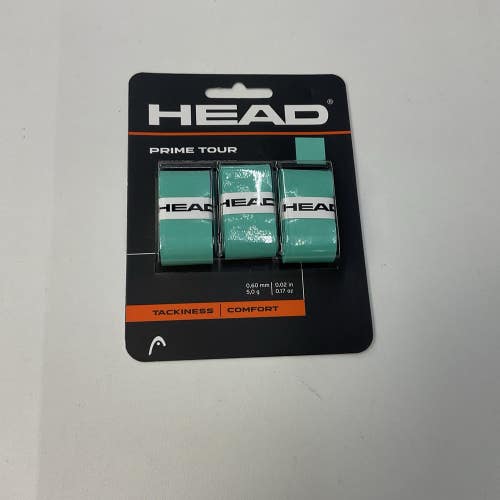 HEAD®
PRIME TOUR
HEAD HEAD HEAD
0.60 mm | 0.02 in
5.0 g | 0.17 oz
TACKINESS | COMFORT